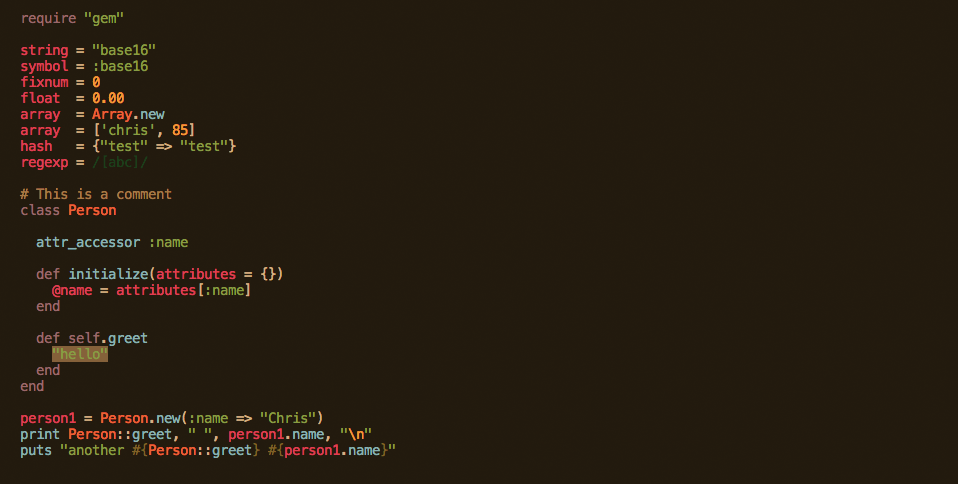 require "gem"

string = "base16"
symbol = :base16
fixnum = 0
float  = 0.00
array  = Array.new
array  = ['chris', 85]
hash   = {"test" => "test"}
regexp = /[abc]/

# This is a comment
class Person

  attr_accessor :name

  def initialize(attributes = {})
    @name = attributes[:name]
  end

  def self.greet
    "hello"
  end
end

person1 = Person.new(:name => "Chris")
print Person::greet, " ", person1.name, "\n"
puts "another #{Person::greet} #{person1.name}"